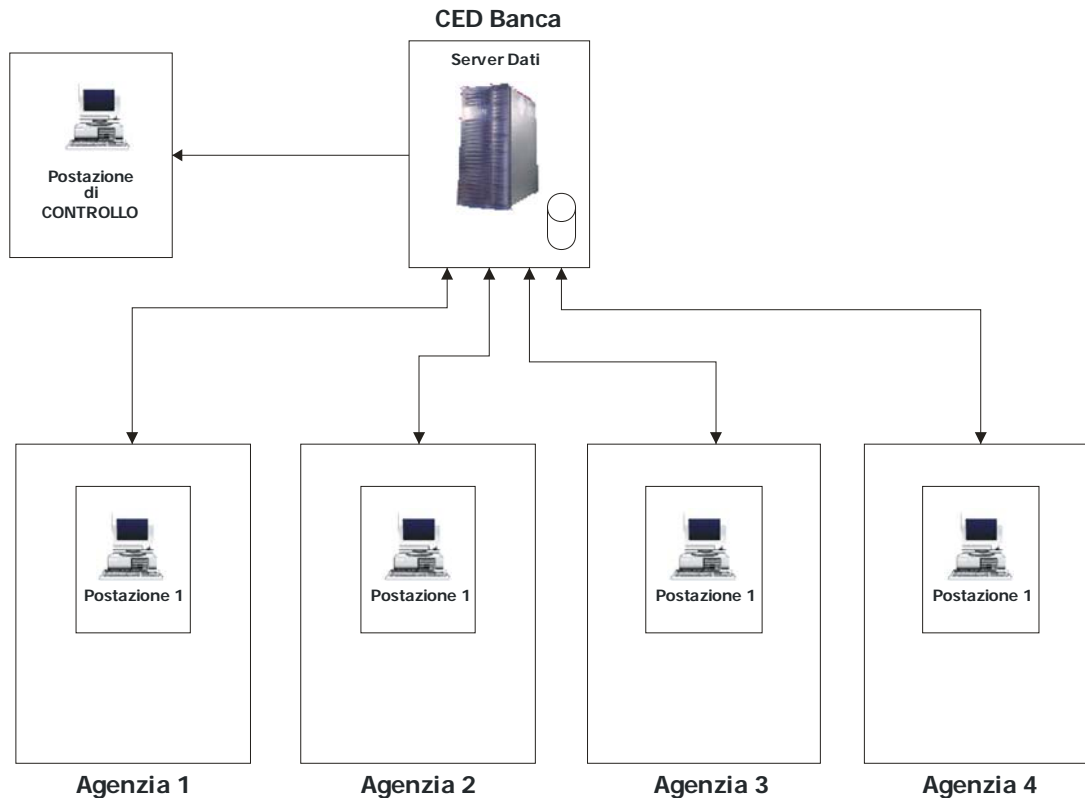 CED Banca
Server Dati
Postazione
di
CONTROLLO
Postazione 1
Postazione 1
Postazione 1
Postazione 1
Agenzia 1
Agenzia 2
Agenzia 3
Agenzia 4